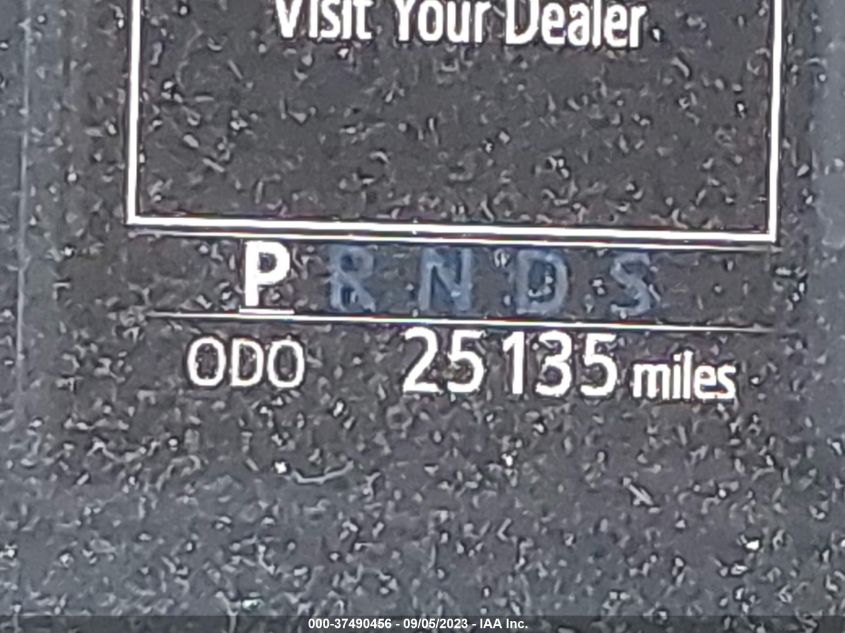 Visit Your Dealer.
P R N D S
ODO 25135 miles
000-37490456 - 09/05/2023 - IAA Inc.